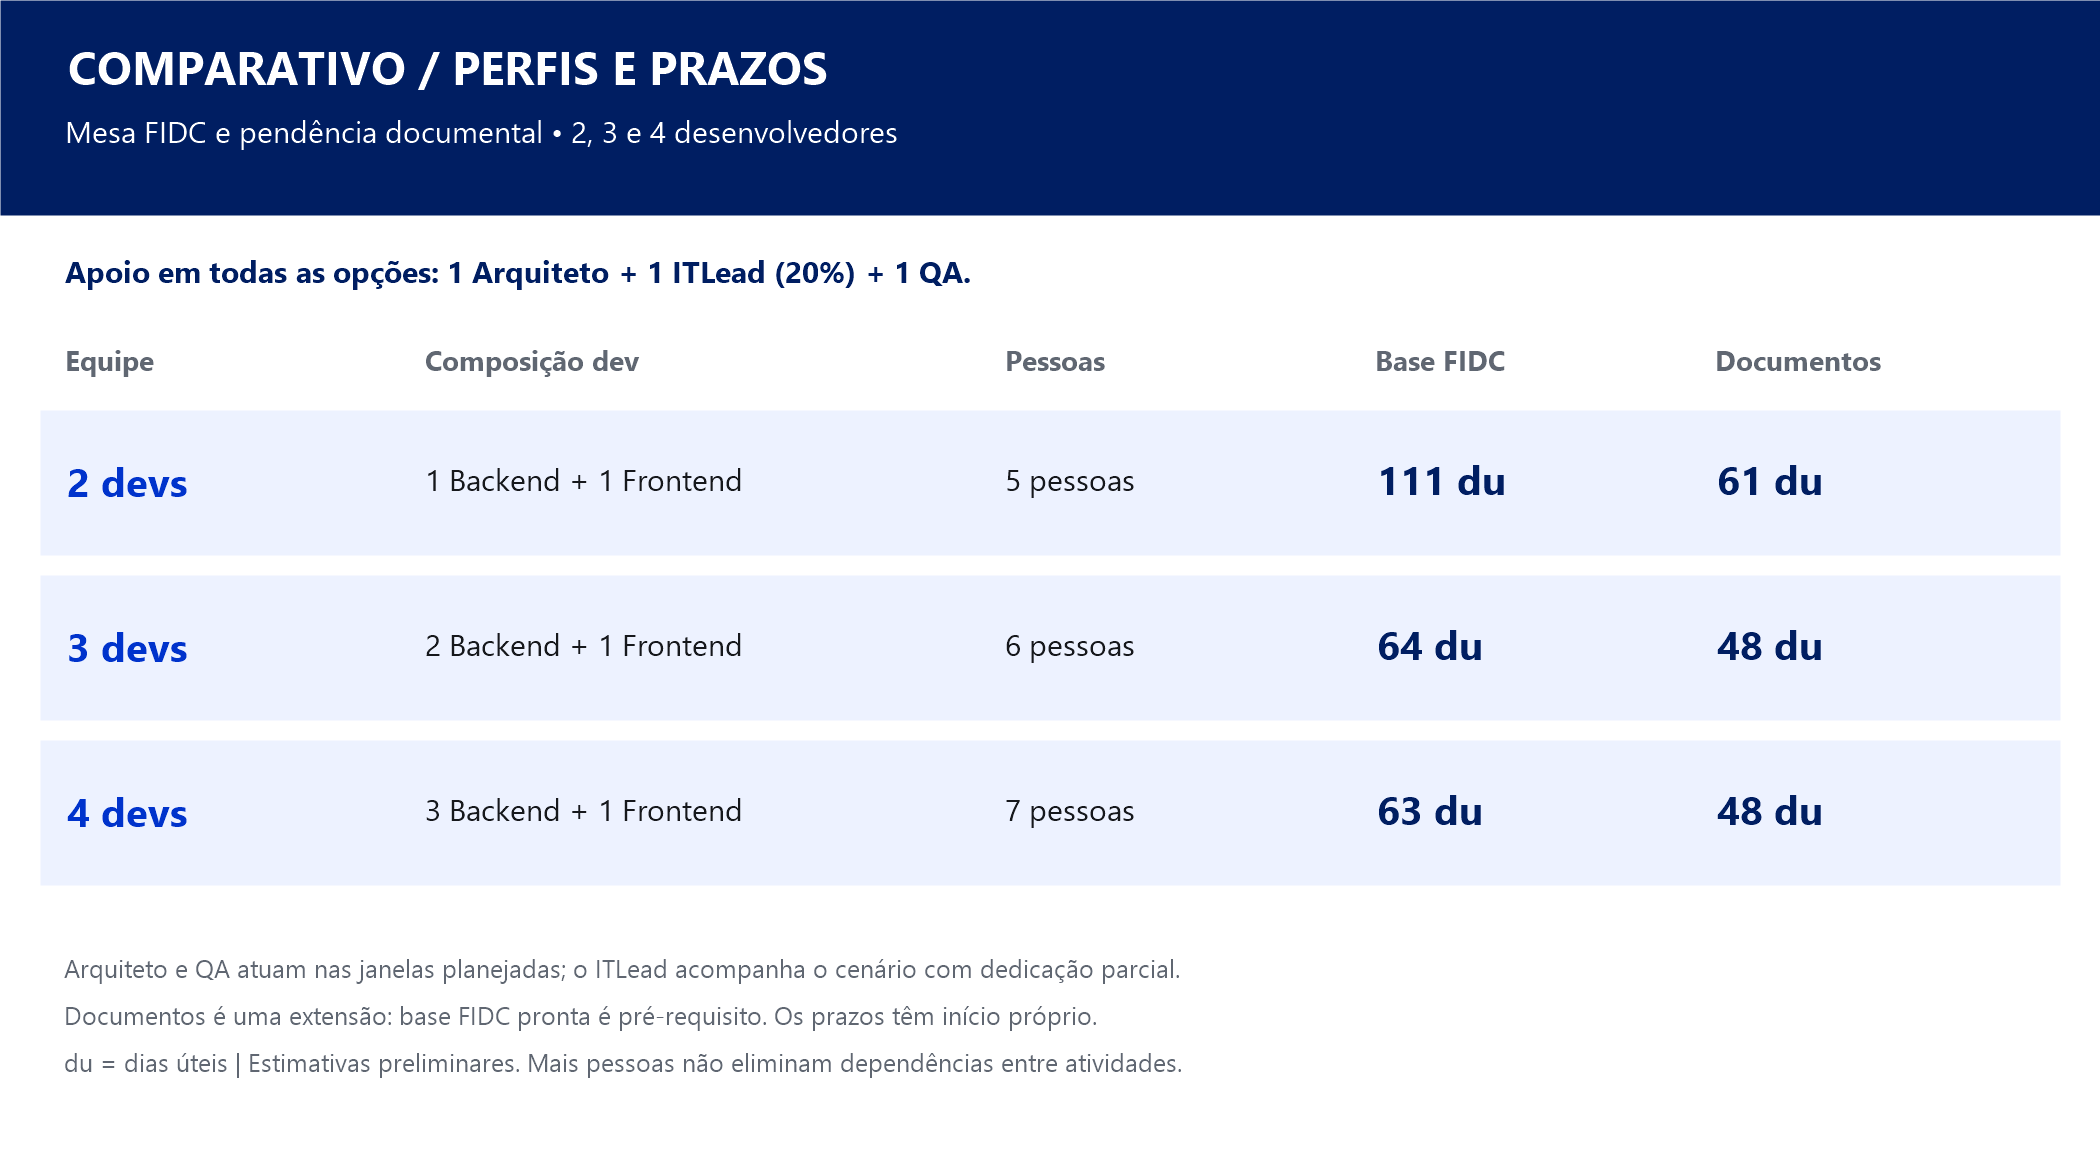 COMPARATIVO / PERFIS E PRAZOS
Mesa FIDC e pendência documental • 2, 3 e 4 desenvolvedores
Apoio em todas as opções: 1 Arquiteto + 1 ITLead (20%) + 1 QA.
Equipe Composição dev Pessoas Base FIDC Documentos
2 devs 1 Backend + 1 Frontend 5 pessoas 111 du 61 du
3 devs 2 Backend + 1 Frontend 6 pessoas 64 du 48 du
4 devs 3 Backend + 1 Frontend 7 pessoas 63 du 48 du
Arquiteto e QA atuam nas janelas planejadas; o ITLead acompanha o cenário com dedicação parcial.
Documentos é uma extensão: base FIDC pronta é pré-requisito. Os prazos têm início próprio.
du = dias úteis | Estimativas preliminares. Mais pessoas não eliminam dependências entre atividades.